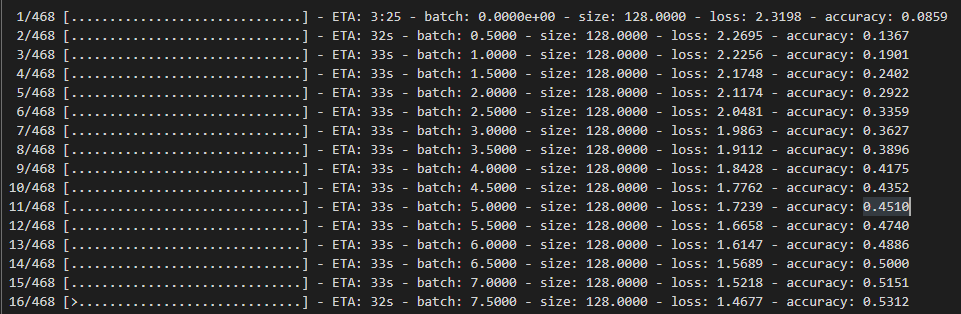 1/468 [..............................] - ETA: 3:25 - batch: 0.0000e+00 - size: 128.0000 - loss: 2.3198 - accuracy: 0.0859
2/468 [..............................] - ETA: 32s - batch: 0.5000 - size: 128.0000 - loss: 2.2695 - accuracy: 0.1367
3/468 [..............................] - ETA: 33s - batch: 1.0000 - size: 128.0000 - loss: 2.2256 - accuracy: 0.1901
4/468 [..............................] - ETA: 33s - batch: 1.5000 - size: 128.0000 - loss: 2.1748 - accuracy: 0.2402
5/468 [..............................] - ETA: 33s - batch: 2.0000 - size: 128.0000 - loss: 2.1174 - accuracy: 0.2922
6/468 [..............................] - ETA: 33s - batch: 2.5000 - size: 128.0000 - loss: 2.0481 - accuracy: 0.3359
7/468 [..............................] - ETA: 33s - batch: 3.0000 - size: 128.0000 - loss: 1.9863 - accuracy: 0.3627
8/468 [..............................] - ETA: 33s - batch: 3.5000 - size: 128.0000 - loss: 1.9112 - accuracy: 0.3896
9/468 [..............................] - ETA: 33s - batch: 4.0000 - size: 128.0000 - loss: 1.8428 - accuracy: 0.4175
10/468 [..............................] - ETA: 33s - batch: 4.5000 - size: 128.0000 - loss: 1.7762 - accuracy: 0.4352
11/468 [..............................] - ETA: 33s - batch: 5.0000 - size: 128.0000 - loss: 1.7239 - accuracy: 0.4510
12/468 [..............................] - ETA: 33s - batch: 5.5000 - size: 128.0000 - loss: 1.6658 - accuracy: 0.4740
13/468 [..............................] - ETA: 33s - batch: 6.0000 - size: 128.0000 - loss: 1.6147 - accuracy: 0.4886
14/468 [..............................] - ETA: 33s - batch: 6.5000 - size: 128.0000 - loss: 1.5689 - accuracy: 0.5000
15/468 [..............................] - ETA: 33s - batch: 7.0000 - size: 128.0000 - loss: 1.5218 - accuracy: 0.5151
16/468 [>.............................] - ETA: 32s - batch: 7.5000 - size: 128.0000 - loss: 1.4677 - accuracy: 0.5312